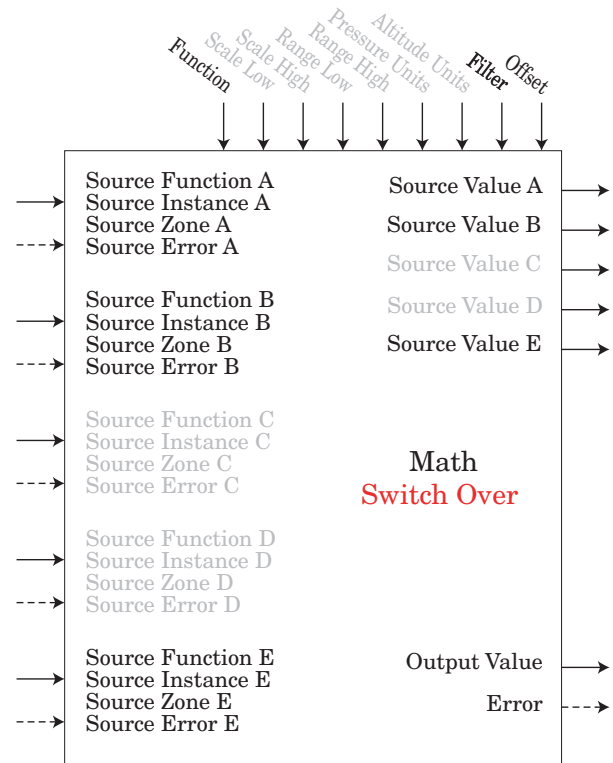 Function
Scale Low
Scale High
Range Low
Range High
Pressure Units
Altitude Units
Filter
Offset
Source Function A
Source Instance A
Source Zone A
Source Error A
Source Function B
Source Instance B
Source Zone B
Source Error B
Source Function C
Source Instance C
Source Zone C
Source Error C
Source Function D
Source Instance D
Source Zone D
Source Error D
Source Function E
Source Instance E
Source Zone E
Source Error E
Source Value A
Source Value B
Source Value C
Source Value D
Source Value E
Math
Switch Over
Output Value
Error